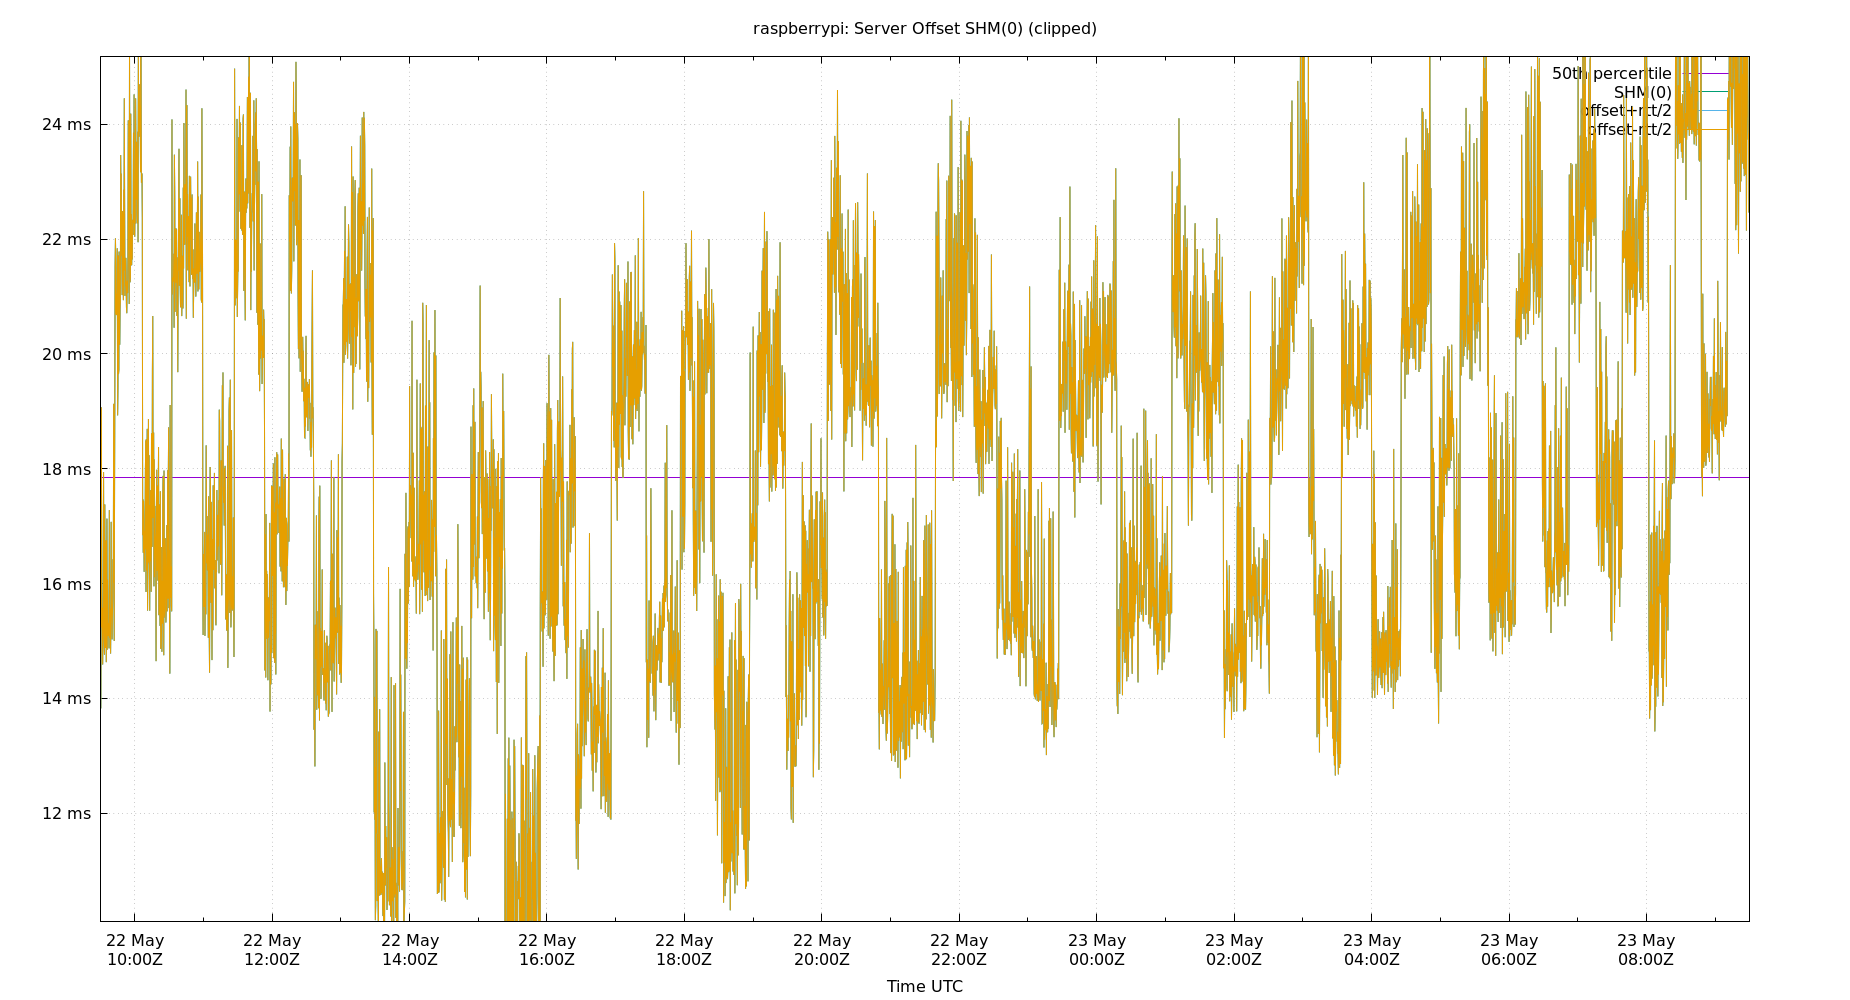 raspberrypi: Server Offset SHM(0) (clipped)
50th percentile
SHM(0)
offset+rtt/2
offset-rtt/2
24 ms
22 ms
20 ms
18 ms
16 ms
14 ms
12 ms
22 May 22 May 22 May 22 May 22 May 22 May 22 May 23 May 23 May 23 May 23 May 23 May
10:00Z 12:00Z 14:00Z 16:00Z 18:00Z 20:00Z 22:00Z 00:00Z 02:00Z 04:00Z 06:00Z 08:00Z
Time UTC